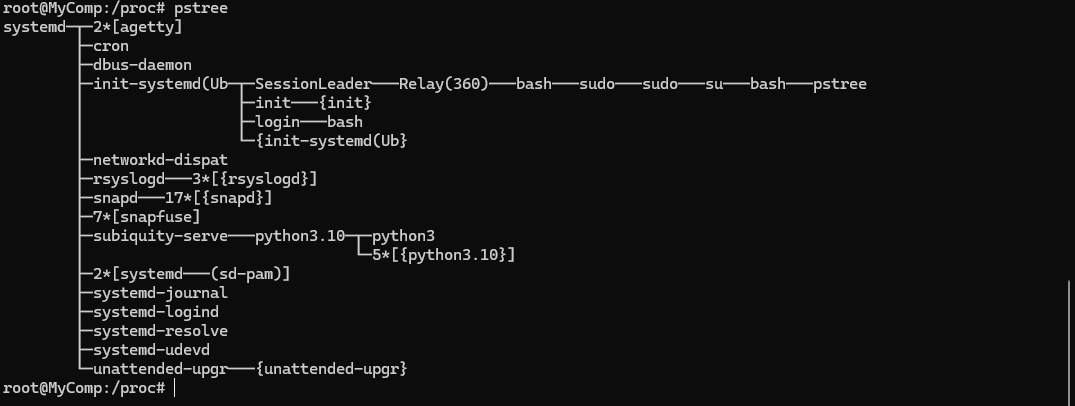 root@MyComp:/proc# pstree
systemd─┬─2*[agetty]
        ├─cron
        ├─dbus-daemon
        ├─init-systemd(Ub─┬─SessionLeader───Relay(360)───bash───sudo───sudo───su───bash───pstree
        │                 ├─init───{init}
        │                 ├─login───bash
        │                 └─{init-systemd(Ub}
        ├─networkd-dispat
        ├─rsyslogd───3*[{rsyslogd}]
        ├─snapd───17*[{snapd}]
        ├─7*[snapfuse]
        ├─subiquity-serve───python3.10─┬─python3
        │                              └─5*[{python3.10}]
        ├─2*[systemd───(sd-pam)]
        ├─systemd-journal
        ├─systemd-logind
        ├─systemd-resolve
        ├─systemd-udevd
        └─unattended-upgr───{unattended-upgr}
root@MyComp:/proc#